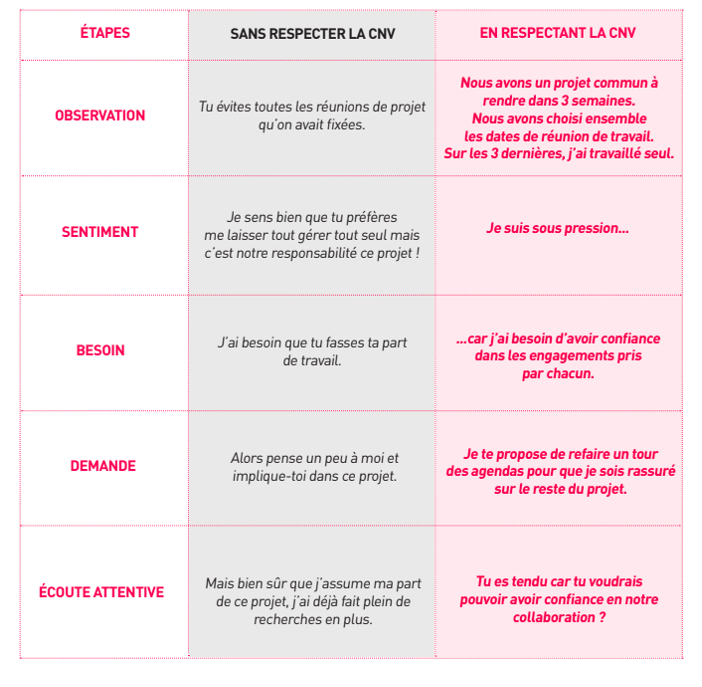 ÉTAPES
SANS RESPECTER LA CNV
EN RESPECTANT LA CNV
OBSERVATION
Tu évites toutes les réunions de projet
qu’on avait fixées.
Nous avons un projet commun à
rendre dans 3 semaines.
Nous avons choisi ensemble
les dates de réunion de travail.
Sur les 3 dernières, j’ai travaillé seul.
SENTIMENT
Je sens bien que tu préfères
me laisser tout gérer tout seul mais
c’est notre responsabilité ce projet !
Je suis sous pression...
BESOIN
J’ai besoin que tu fasses ta part
de travail.
...car j’ai besoin d’avoir confiance
dans les engagements pris
par chacun.
DEMANDE
Alors pense un peu à moi et
implique-toi dans ce projet.
Je te propose de refaire un tour
des agendas pour que je sois rassuré
sur le reste du projet.
ÉCOUTE ATTENTIVE
Mais bien sûr que j’assume ma part
de ce projet, j’ai déjà fait plein de
recherches en plus.
Tu es tendu car tu voudrais
pouvoir avoir confiance en notre
collaboration ?